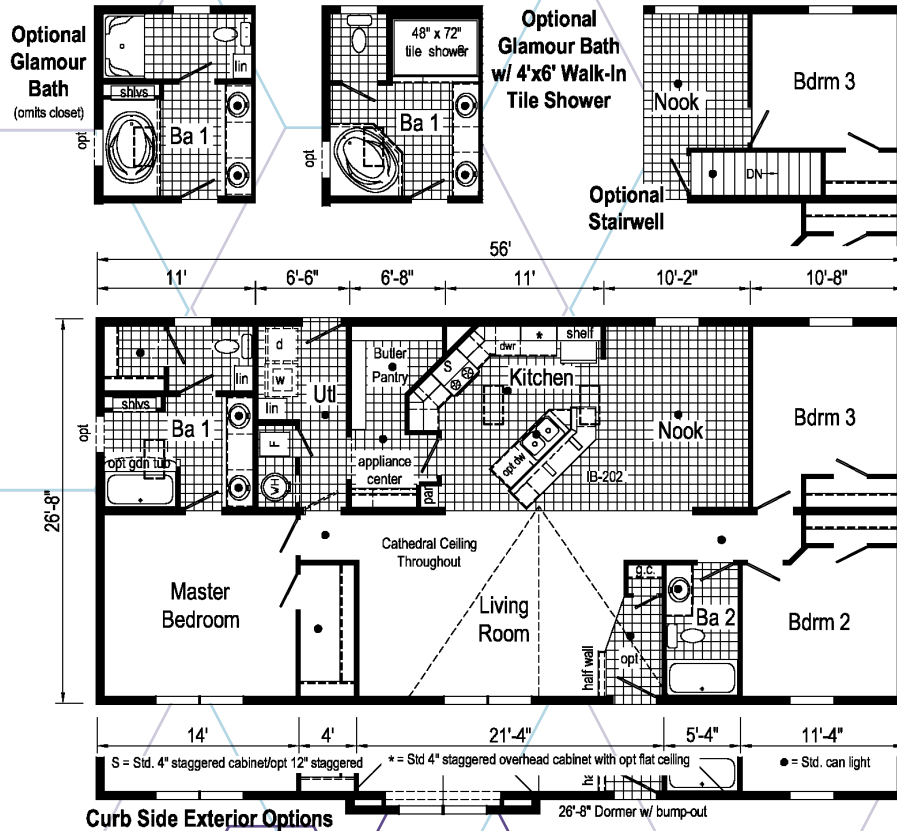 Optional
Glamour
Bath
(omits closet)
lin
shlvs
Ba 1
opt
48" x 72"
tile shower
Ba 1
opt
Optional
Glamour Bath
w/ 4'x6' Walk-In
Tile Shower
Nook
Bdrm 3
DN
Optional
Stairwell
56'
11'
6'-6"
6'-8"
11'
10'-2"
10'-8"
26'-8"
d
w
lin
Utl
F
WH
lin
shlvs
Ba 1
opt
opt gdn tub
Butler
Pantry
appliance
center
pan
S
dwr
*
shelf
Kitchen
opt dw
IB-202
Nook
Bdrm 3
Cathedral Ceiling
Throughout
Master
Bedroom
Living
Room
g.c.
half wall
opt
Ba 2
Bdrm 2
14'
4'
21'-4"
5'-4"
11'-4"
S = Std. 4" staggered cabinet/opt 12" staggered
* = Std 4" staggered overhead cabinet with opt flat ceiling
= Std. can light
ha
Curb Side Exterior Options
26'-8" Dormer w/ bump-out